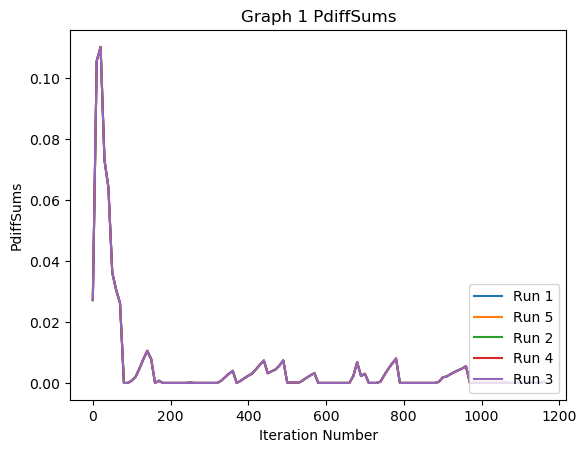 Graph 1 PdiffSums
PdiffSums
0.10
0.08
0.06
0.04
0.02
0.00
Run 1
Run 5
Run 2
Run 4
Run 3
0 200 400 600 800 1000 1200
Iteration Number